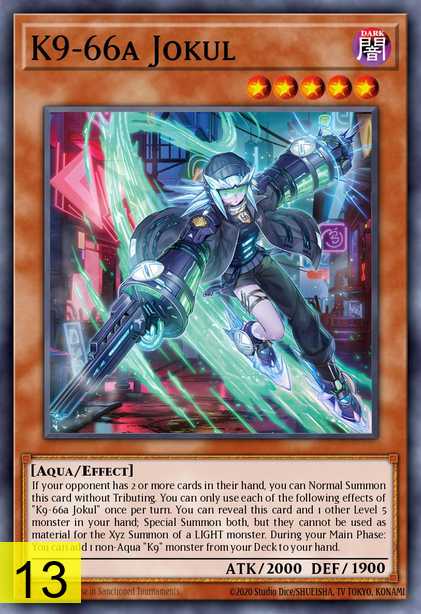 K9-66a Jokul
DARK
闇
[Aqua/Effect]
If your opponent has 2 or more cards in their hand, you can Normal Summon
this card without Tributing. You can only use each of the following effects of
"K9-66a Jokul" once per turn. You can reveal this card and 1 other Level 5
monster in your hand; Special Summon both, but they cannot be used as
material for the Xyz Summon of a LIGHT monster. During your Main Phase:
You can add 1 non-Aqua "K9" monster from your Deck to your hand.
ATK/2000 DEF/1900
13
se in Sanctioned Tournaments
©2020 Studio Dice/SHUEISHA, TV TOKYO, KONAMI